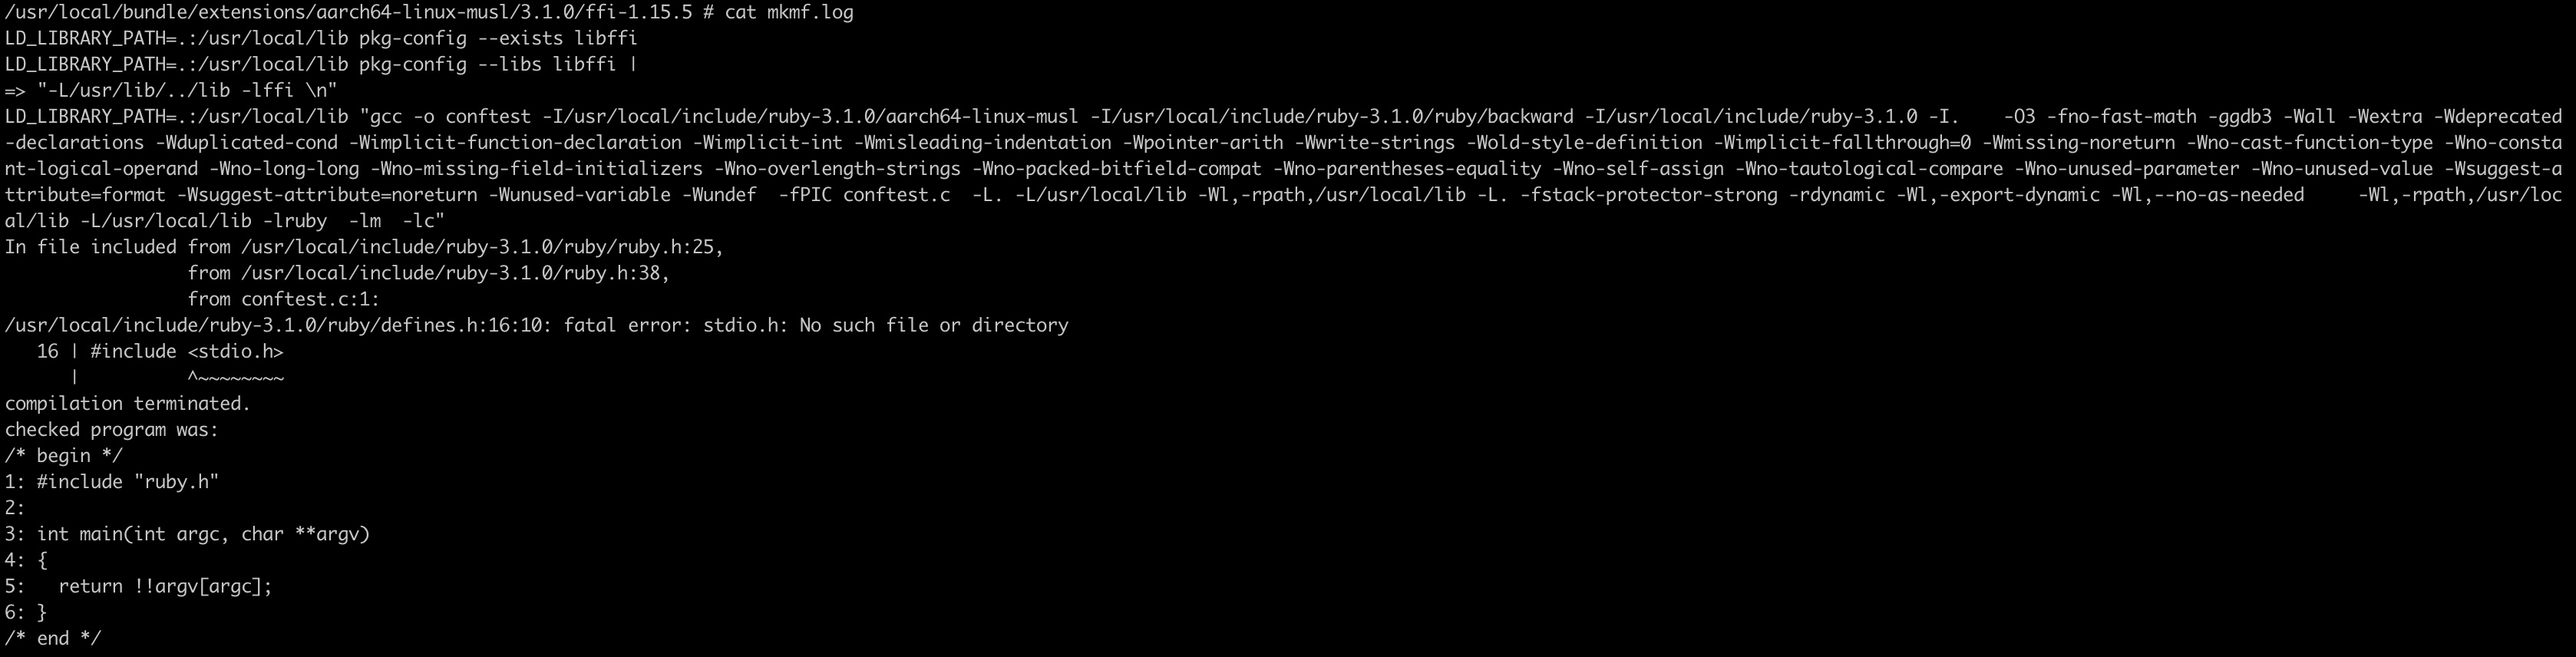 /usr/local/bundle/extensions/aarch64-linux-musl/3.1.0/ffi-1.15.5 # cat mkmf.log
LD_LIBRARY_PATH=.:/usr/local/lib pkg-config --exists libffi
LD_LIBRARY_PATH=.:/usr/local/lib pkg-config --libs libffi |
=> "-L/usr/lib/../lib -lffi \n"
LD_LIBRARY_PATH=.:/usr/local/lib "gcc -o conftest -I/usr/local/include/ruby-3.1.0/aarch64-linux-musl -I/usr/local/include/ruby-3.1.0/ruby/backward -I/usr/local/include/ruby-3.1.0 -I.    -O3 -fno-fast-math -ggdb3 -Wall -Wextra -Wdeprecated
-declarations -Wduplicated-cond -Wimplicit-function-declaration -Wimplicit-int -Wmisleading-indentation -Wpointer-arith -Wwrite-strings -Wold-style-definition -Wimplicit-fallthrough=0 -Wmissing-noreturn -Wno-cast-function-type -Wno-consta
nt-logical-operand -Wno-long-long -Wno-missing-field-initializers -Wno-overlength-strings -Wno-packed-bitfield-compat -Wno-parentheses-equality -Wno-self-assign -Wno-tautological-compare -Wno-unused-parameter -Wno-unused-value -Wsuggest-a
ttribute=format -Wsuggest-attribute=noreturn -Wunused-variable -Wundef  -fPIC conftest.c  -L. -L/usr/local/lib -Wl,-rpath,/usr/local/lib -L. -fstack-protector-strong -rdynamic -Wl,-export-dynamic -Wl,--no-as-needed     -Wl,-rpath,/usr/loc
al/lib -L/usr/local/lib -lruby  -lm  -lc"
In file included from /usr/local/include/ruby-3.1.0/ruby/ruby.h:25,
                 from /usr/local/include/ruby-3.1.0/ruby.h:38,
                 from conftest.c:1:
/usr/local/include/ruby-3.1.0/ruby/defines.h:16:10: fatal error: stdio.h: No such file or directory
   16 | #include <stdio.h>
      |          ^~~~~~~~~
compilation terminated.
checked program was:
/* begin */
1: #include "ruby.h"
2:
3: int main(int argc, char **argv)
4: {
5:   return !!argv[argc];
6: }
/* end */